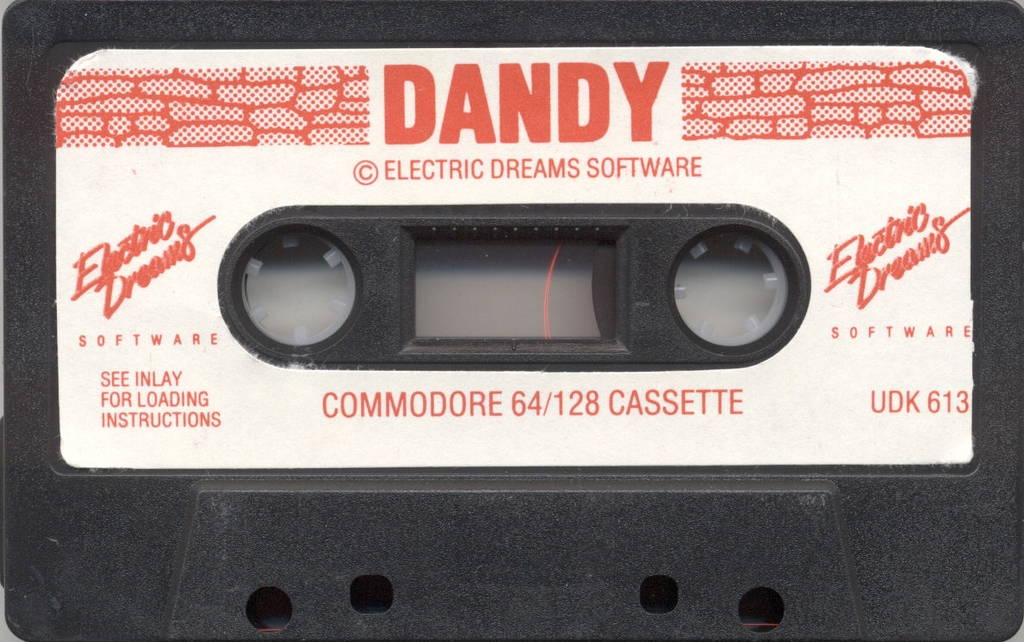 DANDY
© ELECTRIC DREAMS SOFTWARE
Electric
Dreams
SOFTWARE
Electric
Dreams
SOFTWARE
SEE INLAY
FOR LOADING
INSTRUCTIONS
COMMODORE 64/128 CASSETTE
UDK 613